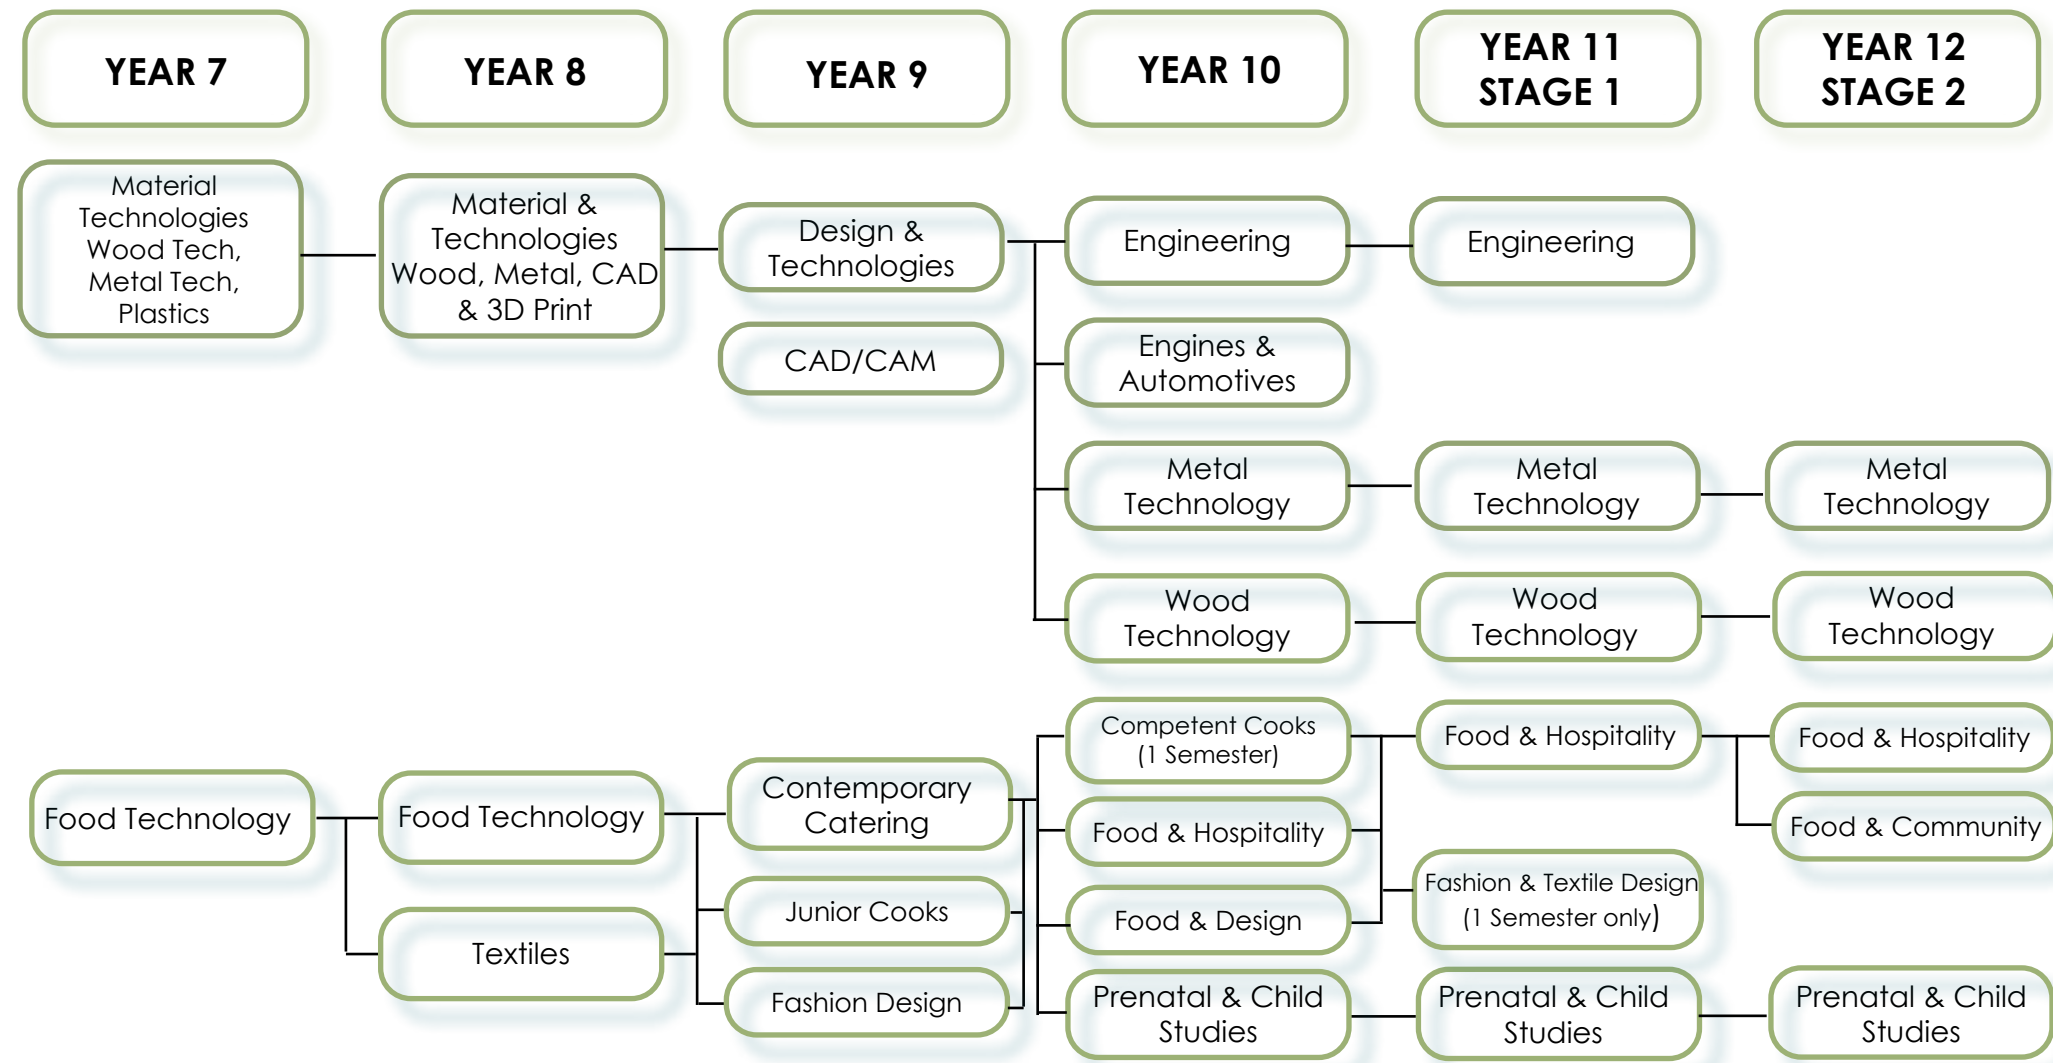 YEAR 7
YEAR 8
YEAR 9
YEAR 10
YEAR 11
STAGE 1
YEAR 12
STAGE 2
Material
Technologies
Wood Tech,
Metal Tech,
Plastics
Material &
Technologies
Wood, Metal, CAD
& 3D Print
Design &
Technologies
Engineering
Engineering
CAD/CAM
Engines &
Automotives
Metal
Technology
Metal
Technology
Metal
Technology
Wood
Technology
Wood
Technology
Wood
Technology
Food Technology
Food Technology
Textiles
Contemporary
Catering
Junior Cooks
Fashion Design
Competent Cooks
(1 Semester)
Food & Hospitality
Food & Design
Prenatal & Child
Studies
Food & Hospitality
Fashion & Textile Design
(1 Semester only)
Prenatal & Child
Studies
Food & Hospitality
Food & Community
Prenatal & Child
Studies